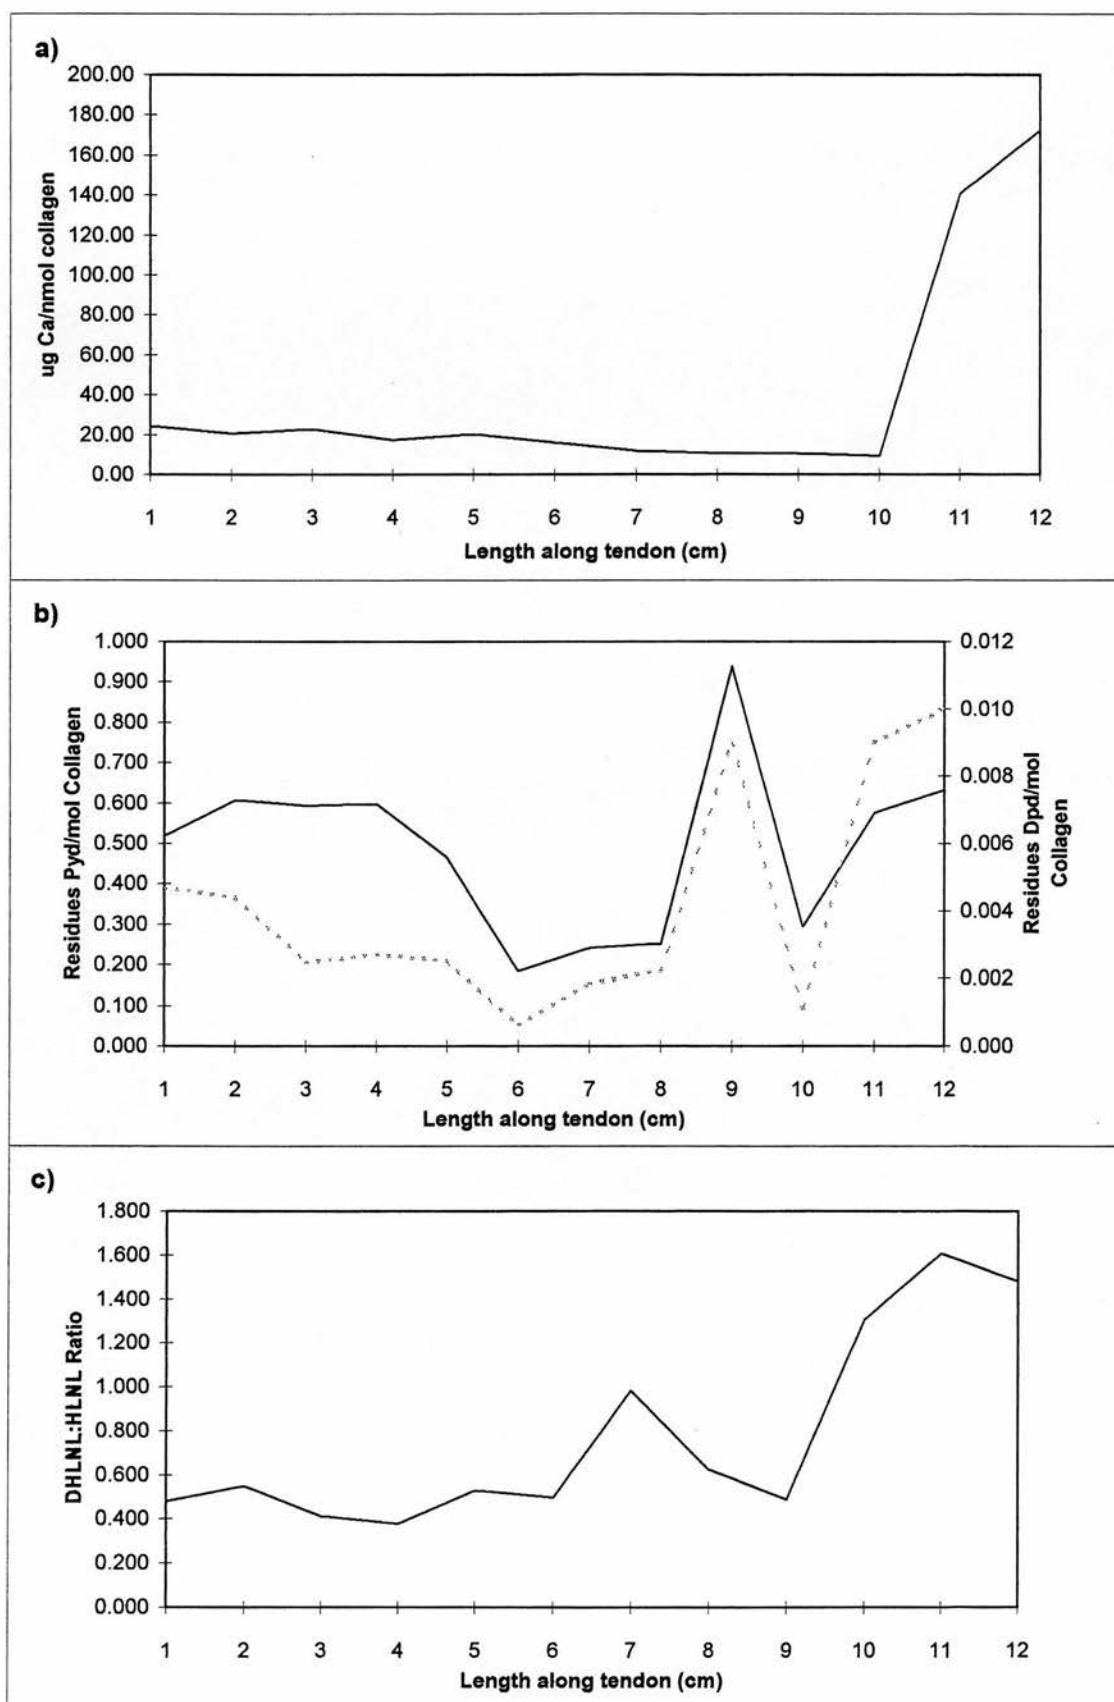 a)
200.00
180.00
160.00
140.00
120.00
100.00
80.00
60.00
40.00
20.00
0.00
ug Ca/nmol collagen
1 2 3 4 5 6 7 8 9 10 11 12
Length along tendon (cm)
b)
1.000
0.900
0.800
0.700
0.600
0.500
0.400
0.300
0.200
0.100
0.000
Residues Pyd/mol Collagen
0.012
0.010
0.008
0.006
0.004
0.002
0.000
Residues Dpd/mol
Collagen
1 2 3 4 5 6 7 8 9 10 11 12
Length along tendon (cm)
c)
1.800
1.600
1.400
1.200
1.000
0.800
0.600
0.400
0.200
0.000
DHLNL:HLNL Ratio
1 2 3 4 5 6 7 8 9 10 11 12
Length along tendon (cm)